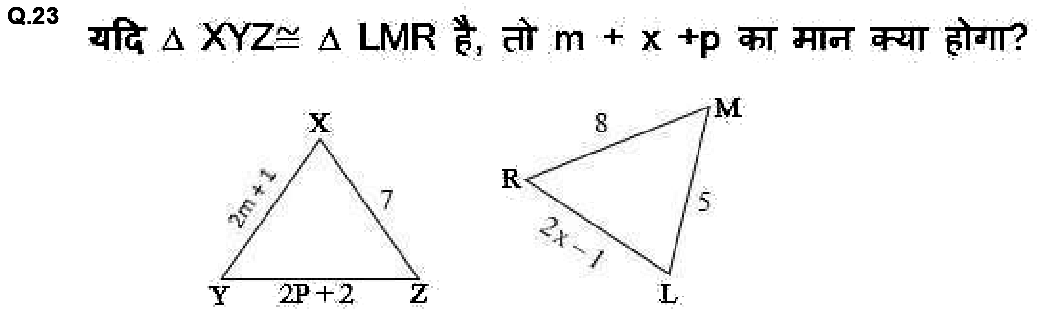 Q.23
यदि Δ XYZ≅ Δ LMR है, तो m + x +p का मान क्या होगा?
X
2m + 1
7
Y
2P + 2
Z
M
8
R
5
2x - 1
L